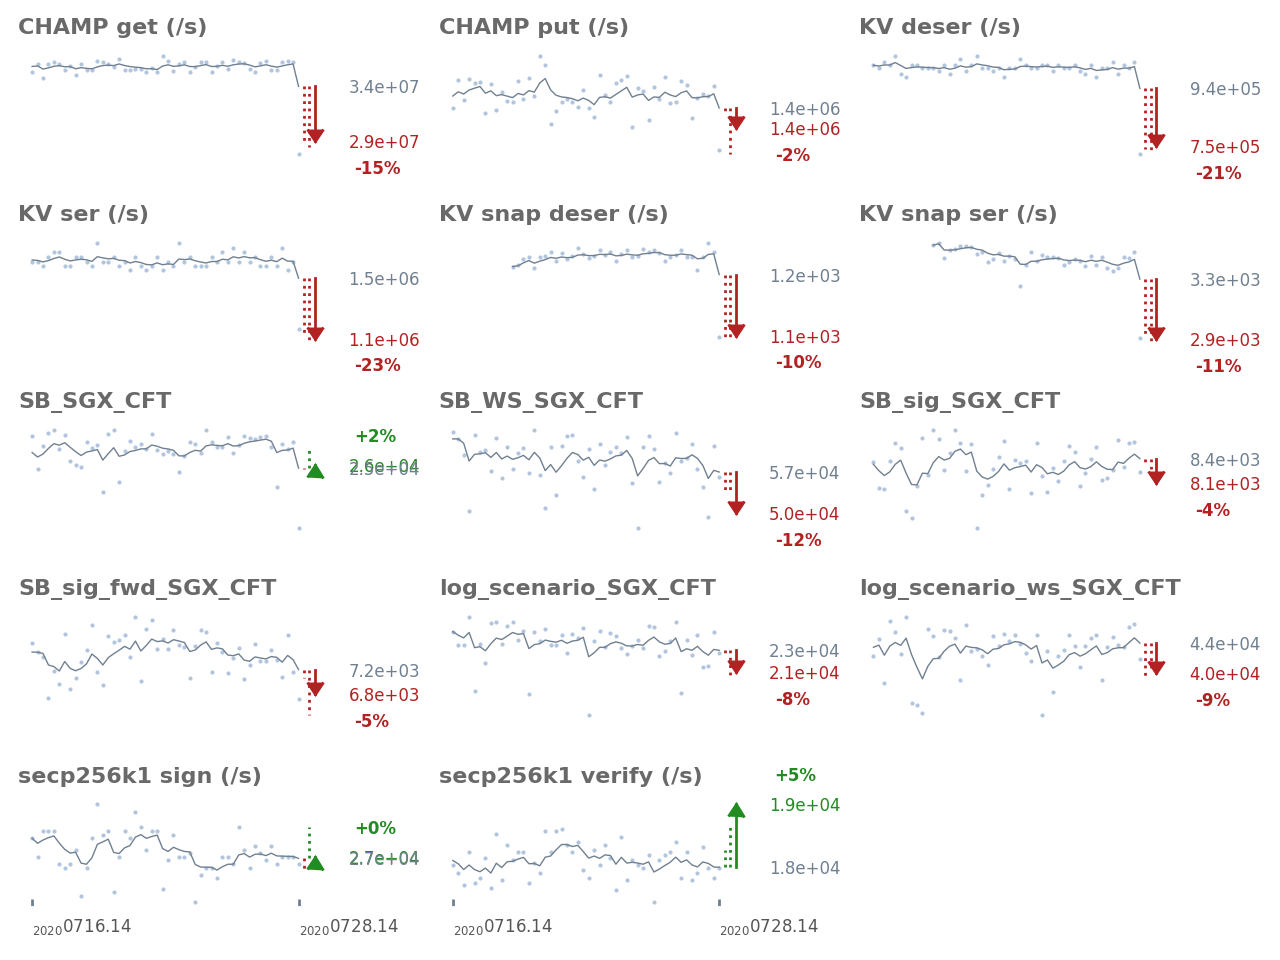 CHAMP get (/s)
3.4e+07
2.9e+07
-15%
CHAMP put (/s)
1.4e+06
1.4e+06
-2%
KV deser (/s)
9.4e+05
7.5e+05
-21%
KV ser (/s)
1.5e+06
1.1e+06
-23%
KV snap deser (/s)
1.2e+03
1.1e+03
-10%
KV snap ser (/s)
3.3e+03
2.9e+03
-11%
SB_SGX_CFT
+2%
2.6e+04
SB_WS_SGX_CFT
5.7e+04
5.0e+04
-12%
SB_sig_SGX_CFT
8.4e+03
8.1e+03
-4%
SB_sig_fwd_SGX_CFT
7.2e+03
6.8e+03
-5%
log_scenario_SGX_CFT
2.3e+04
2.1e+04
-8%
log_scenario_ws_SGX_CFT
4.4e+04
4.0e+04
-9%
secp256k1 sign (/s)
+0%
2.7e+04
20200716.14
20200728.14
secp256k1 verify (/s)
+5%
1.9e+04
1.8e+04
20200716.14
20200728.14